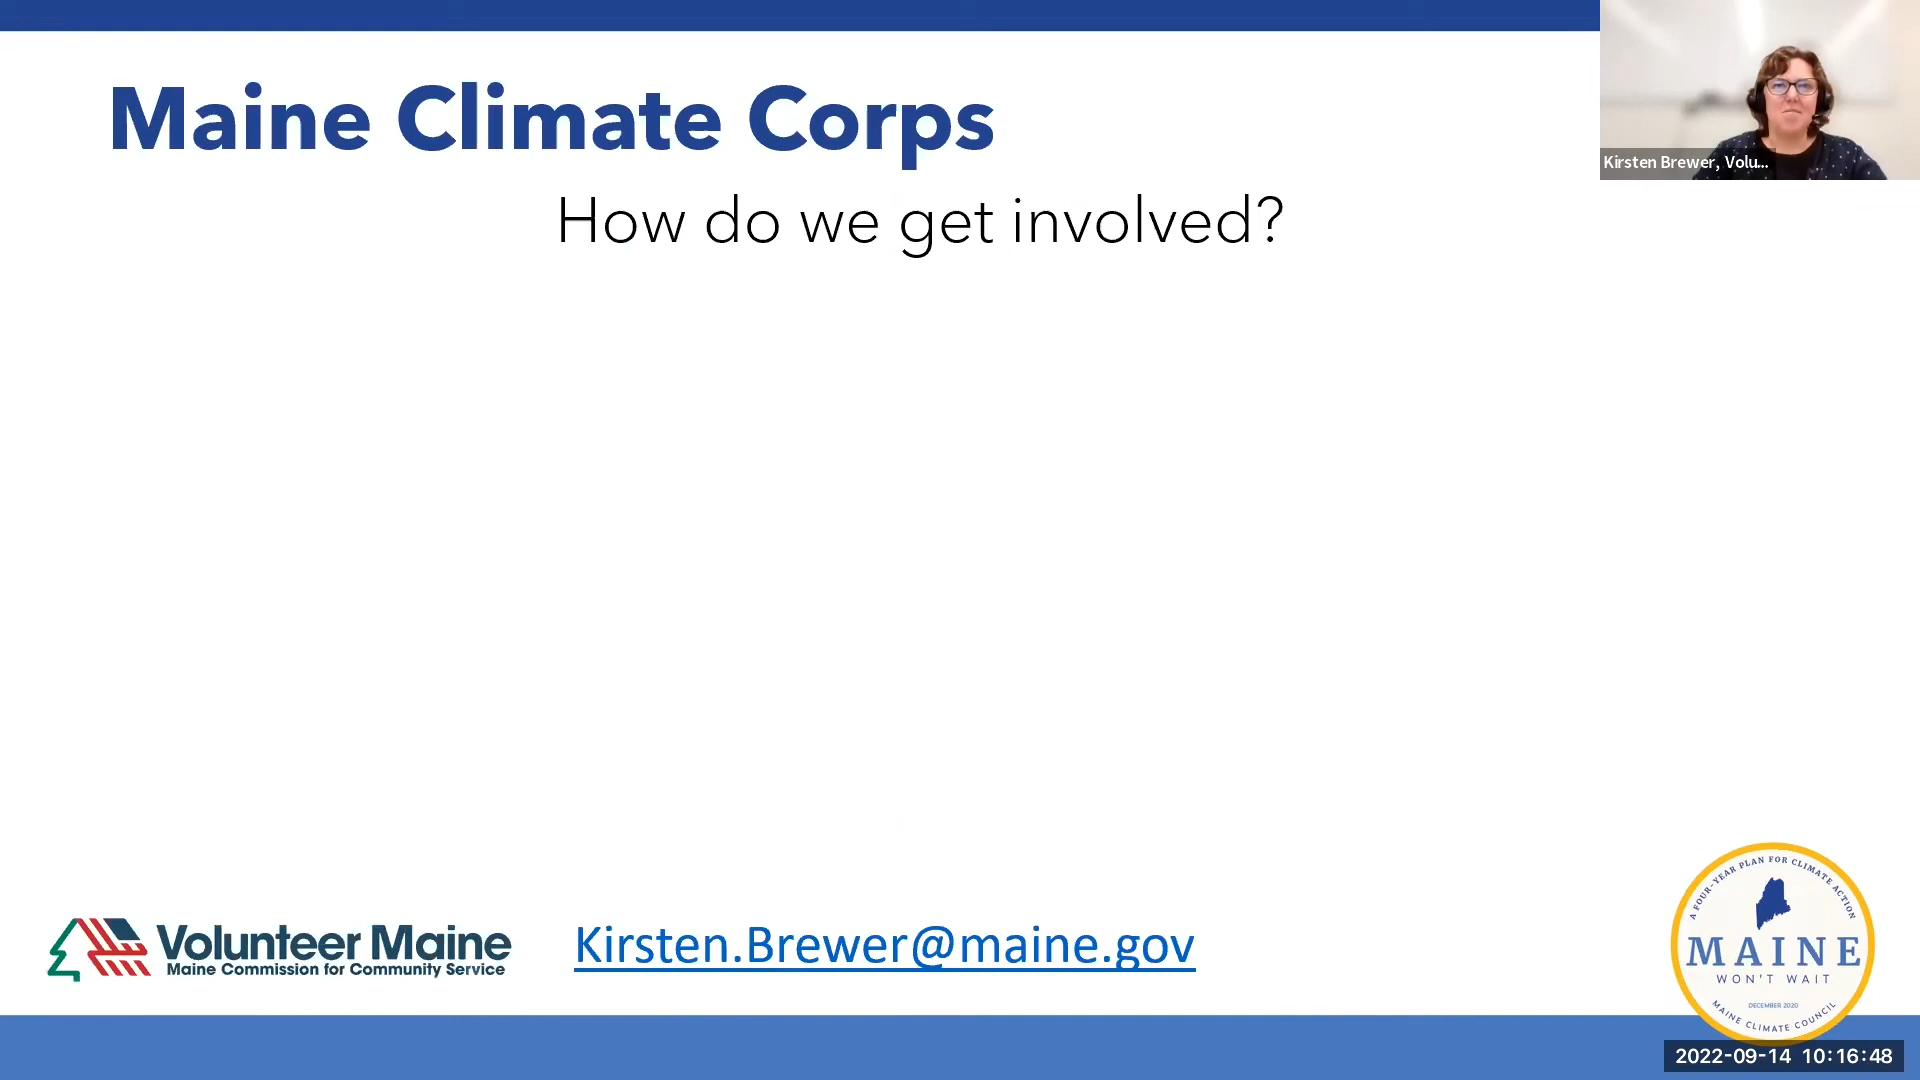 Maine Climate Corps
How do we get involved?
Kirsten Brewer, Volu...
Volunteer Maine
Maine Commission for Community Service
Kirsten.Brewer@maine.gov
A FOUR-YEAR PLAN FOR CLIMATE ACTION
MAINE
WON'T WAIT
DECEMBER 2020
MAINE CLIMATE COUNCIL
2022-09-14 10:16:48